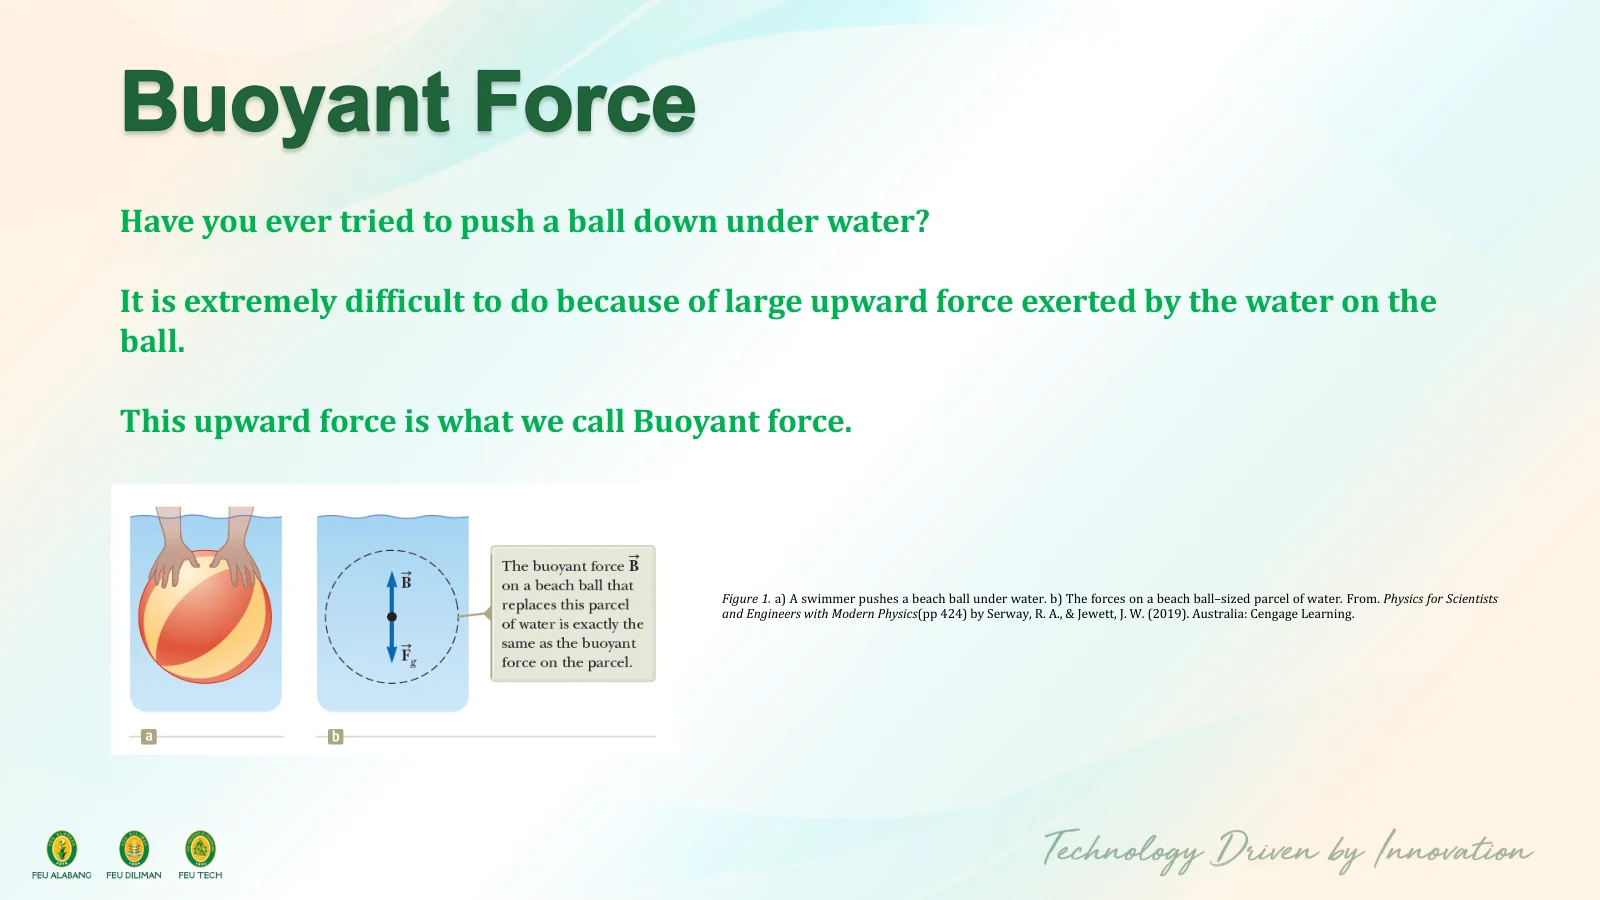 Buoyant Force
Have you ever tried to push a ball down under water?
It is extremely difficult to do because of large upward force exerted by the water on the
ball.
This upward force is what we call Buoyant force.
B
F g
The buoyant force B
on a beach ball that
replaces this parcel
of water is exactly the
same as the buoyant
force on the parcel.
a
b
Figure 1. a) A swimmer pushes a beach ball under water. b) The forces on a beach ball–sized parcel of water. From. Physics for Scientists
and Engineers with Modern Physics(pp 424) by Serway, R. A., & Jewett, J. W. (2019). Australia: Cengage Learning.
FEU ALABANG
FEU DILIMAN
FEU TECH
Technology Driven by Innovation